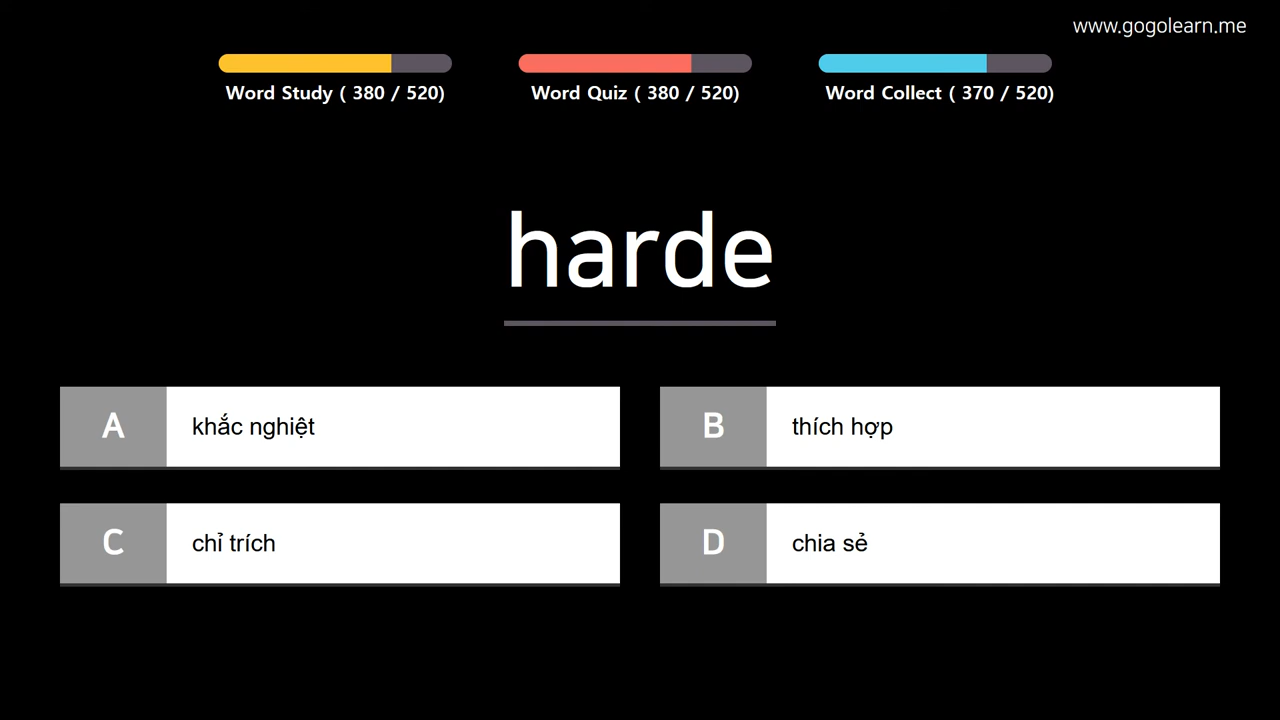 www.gogolearn.me
Word Study ( 380 / 520)
Word Quiz ( 380 / 520)
Word Collect ( 370 / 520)
harde
A khắc nghiệt
B thích hợp
C chỉ trích
D chia sẻ